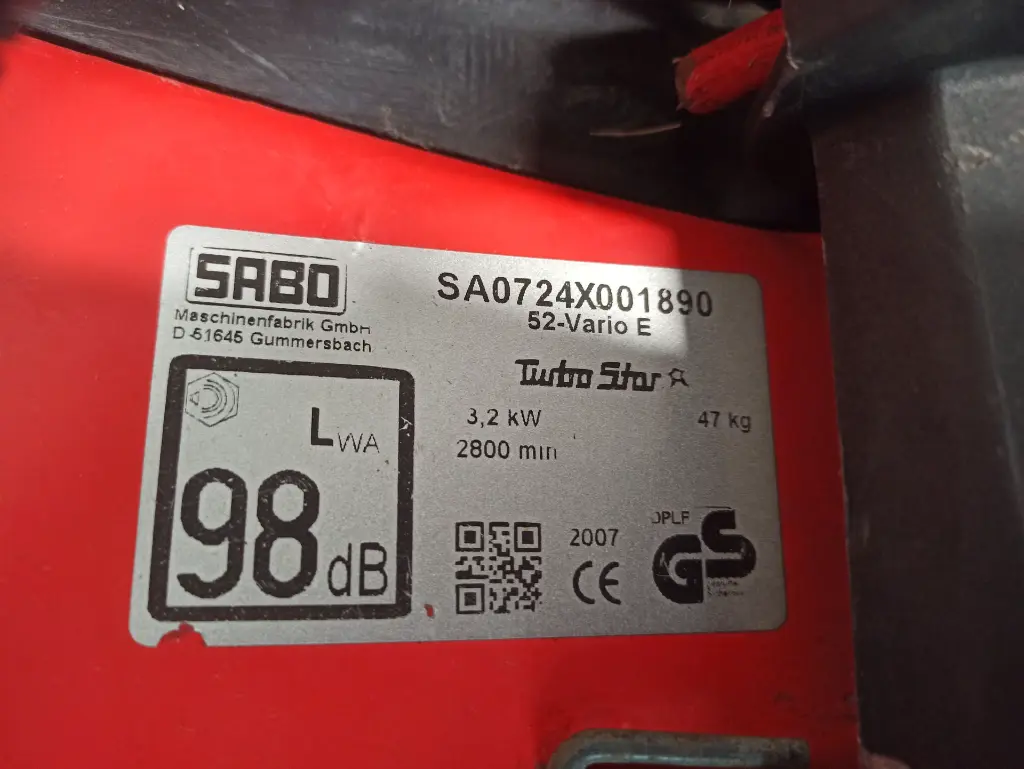 SABO
Maschinenfabrik GmbH
D-51645 Gummersbach
SA0724X001890
52-Vario E
Turbo Star
3,2 kW
47 kg
2800 min
LWA
98 dB
2007
CE
DPLF
GS